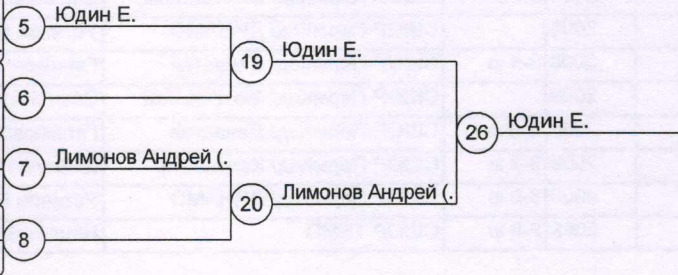 5 Юдин Е.
19 Юдин Е.
6
26 Юдин Е.
7 Лимонов Андрей (.
20 Лимонов Андрей (.
8